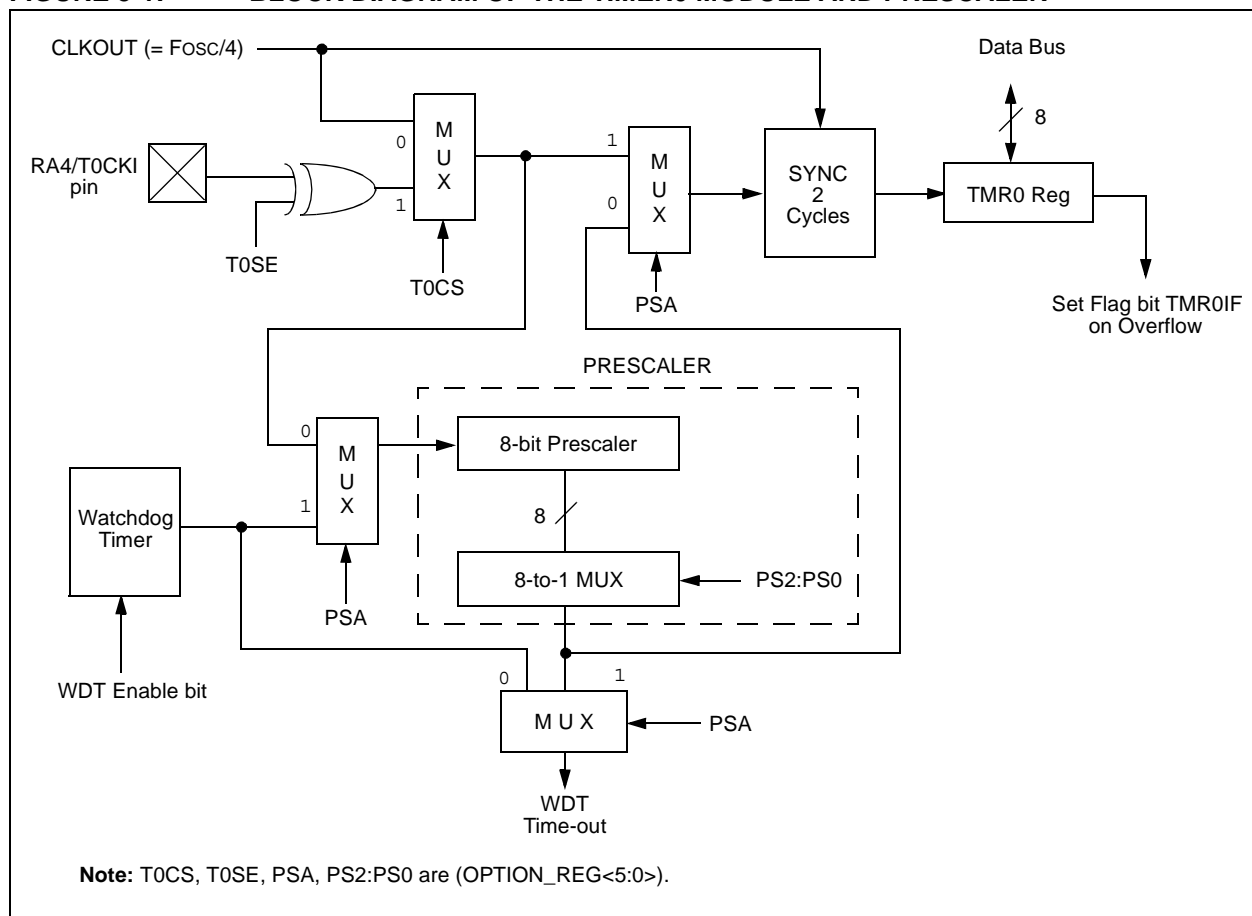 CLKOUT (= FOSC/4)
Data Bus
8
M
U
X
0
1
RA4/T0CKI
pin
T0SE
T0CS
1
0
M
U
X
PSA
SYNC
2
Cycles
TMR0 Reg
Set Flag bit TMR0IF
on Overflow
PRESCALER
0
1
M
U
X
PSA
8-bit Prescaler
8
8-to-1 MUX
PS2:PS0
Watchdog
Timer
WDT Enable bit
0
1
M U X
PSA
WDT
Time-out
Note: T0CS, T0SE, PSA, PS2:PS0 are (OPTION_REG<5:0>).